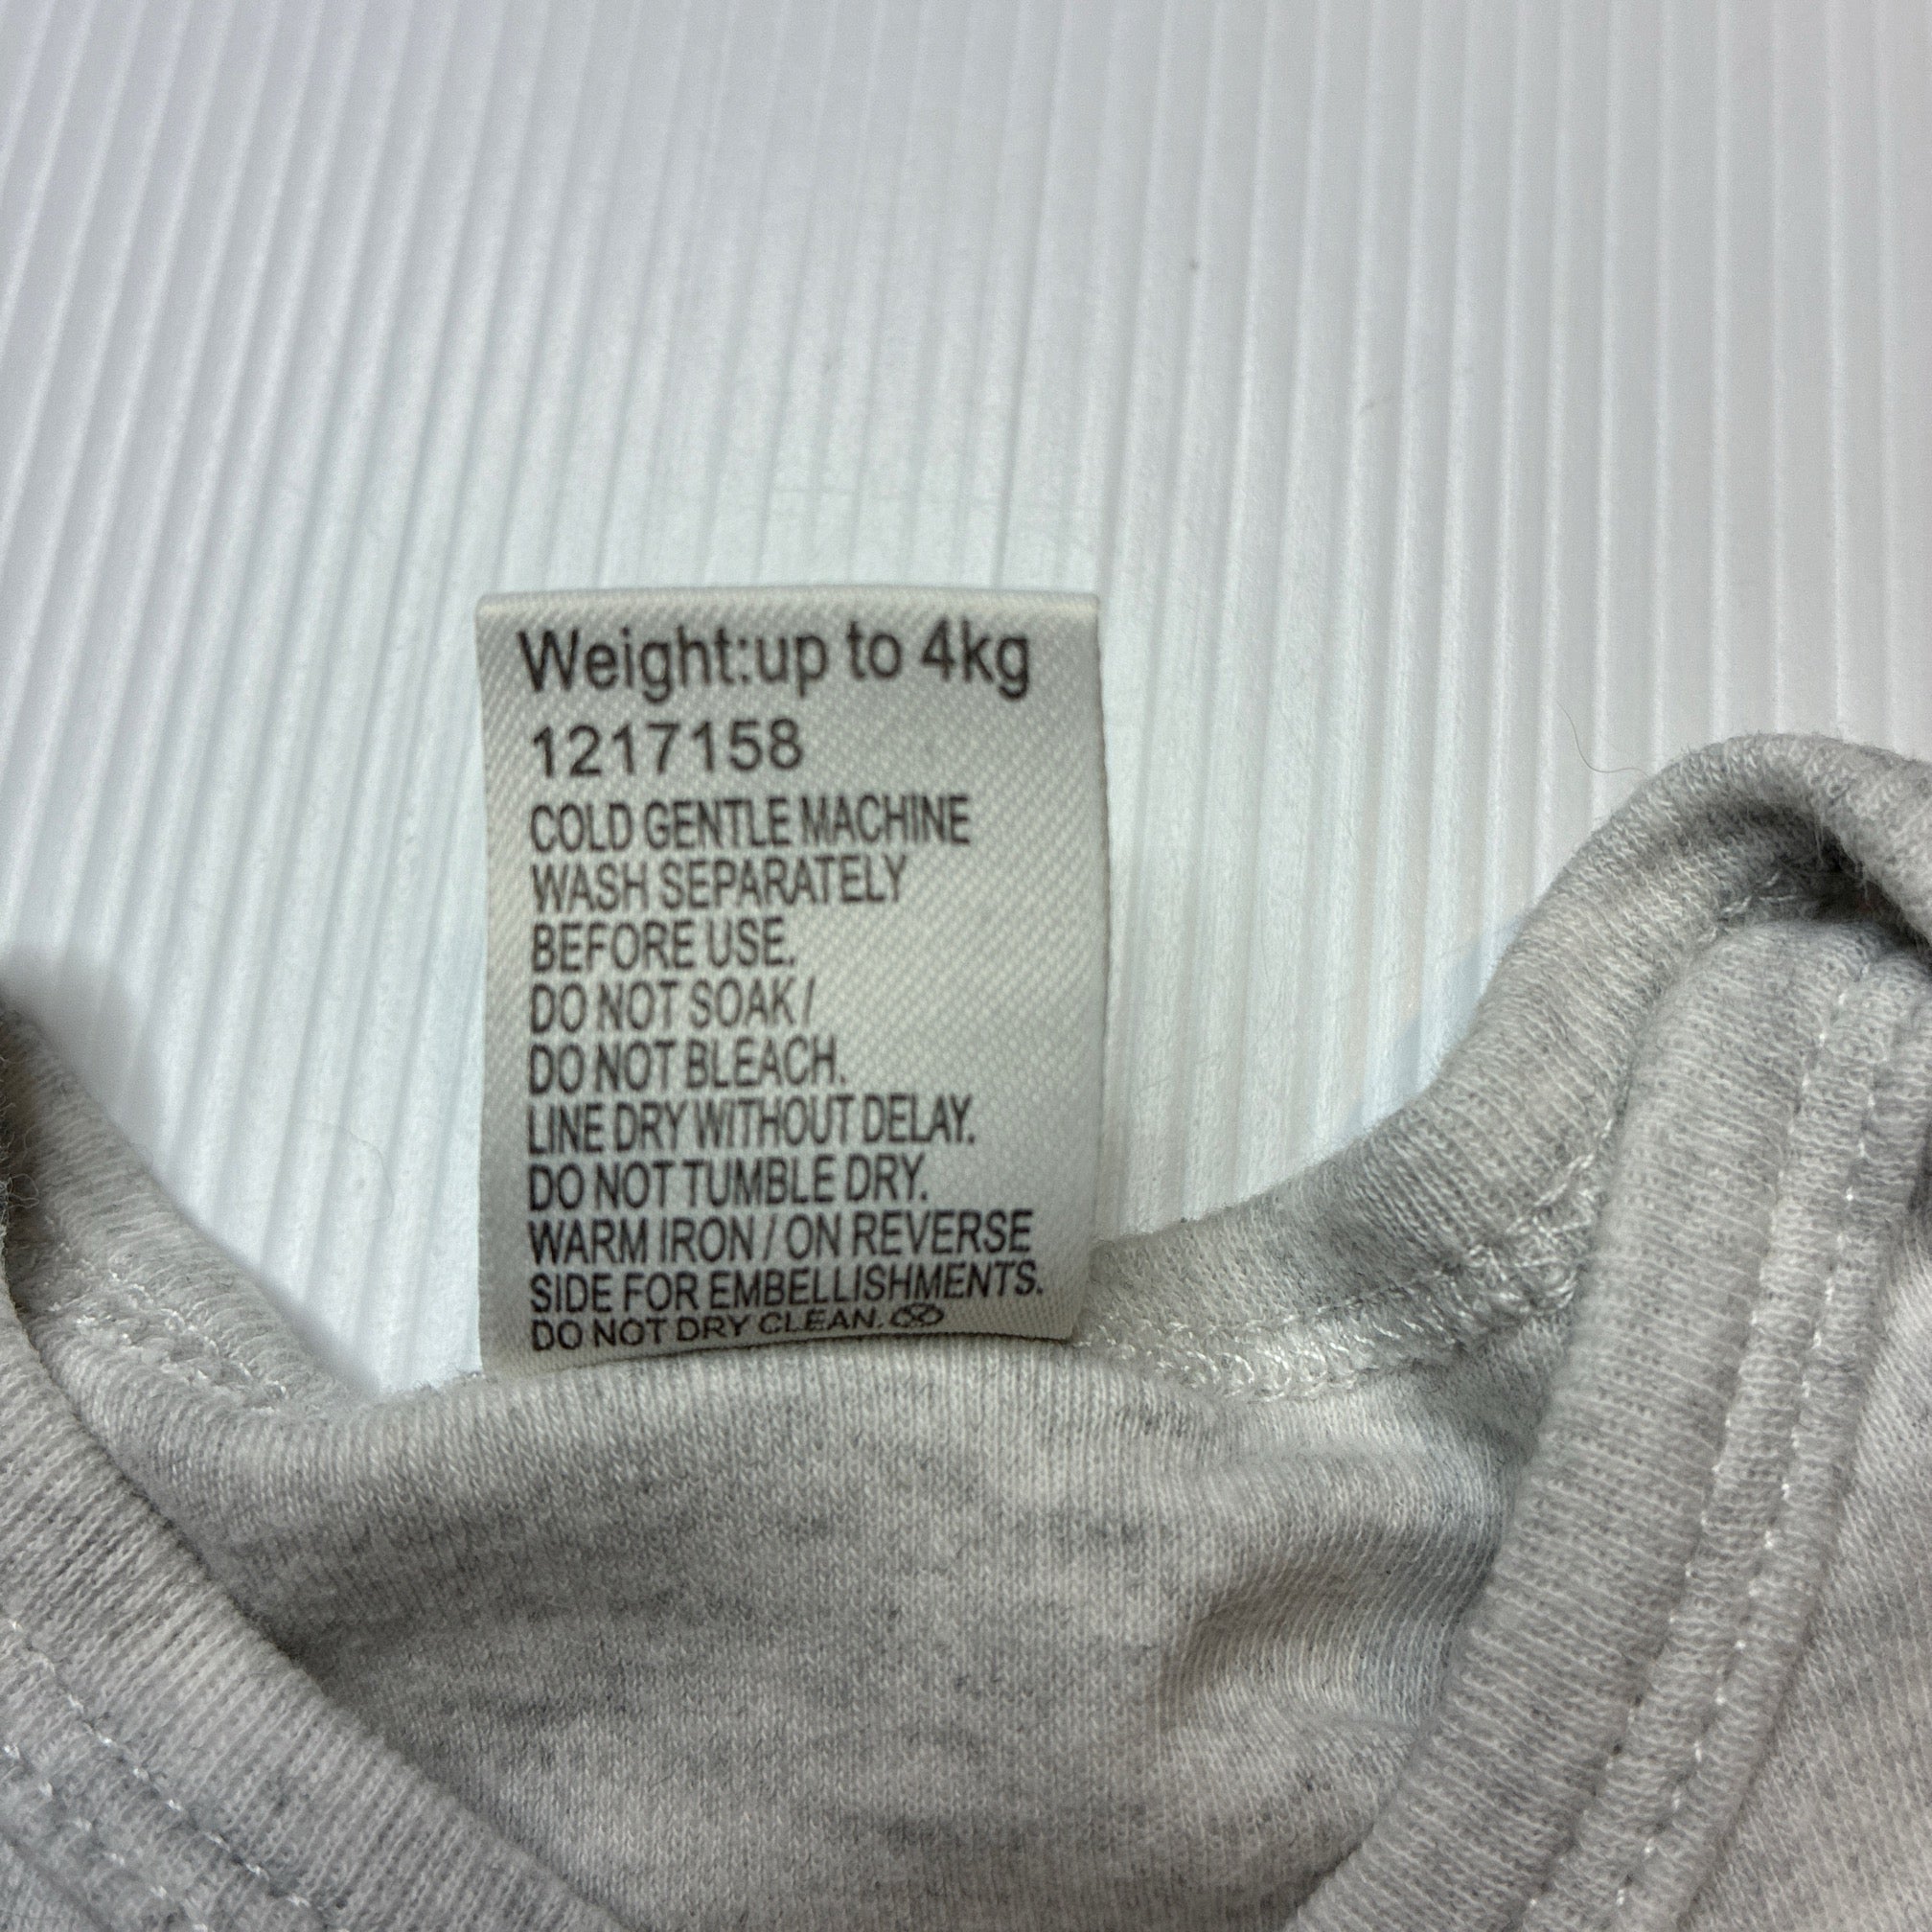 Weight:up to 4kg
1217158
COLD GENTLE MACHINE
WASH SEPARATELY
BEFORE USE.
DO NOT SOAK /
DO NOT BLEACH.
LINE DRY WITHOUT DELAY.
DO NOT TUMBLE DRY.
WARM IRON / ON REVERSE
SIDE FOR EMBELLISHMENTS.
DO NOT DRY CLEAN.